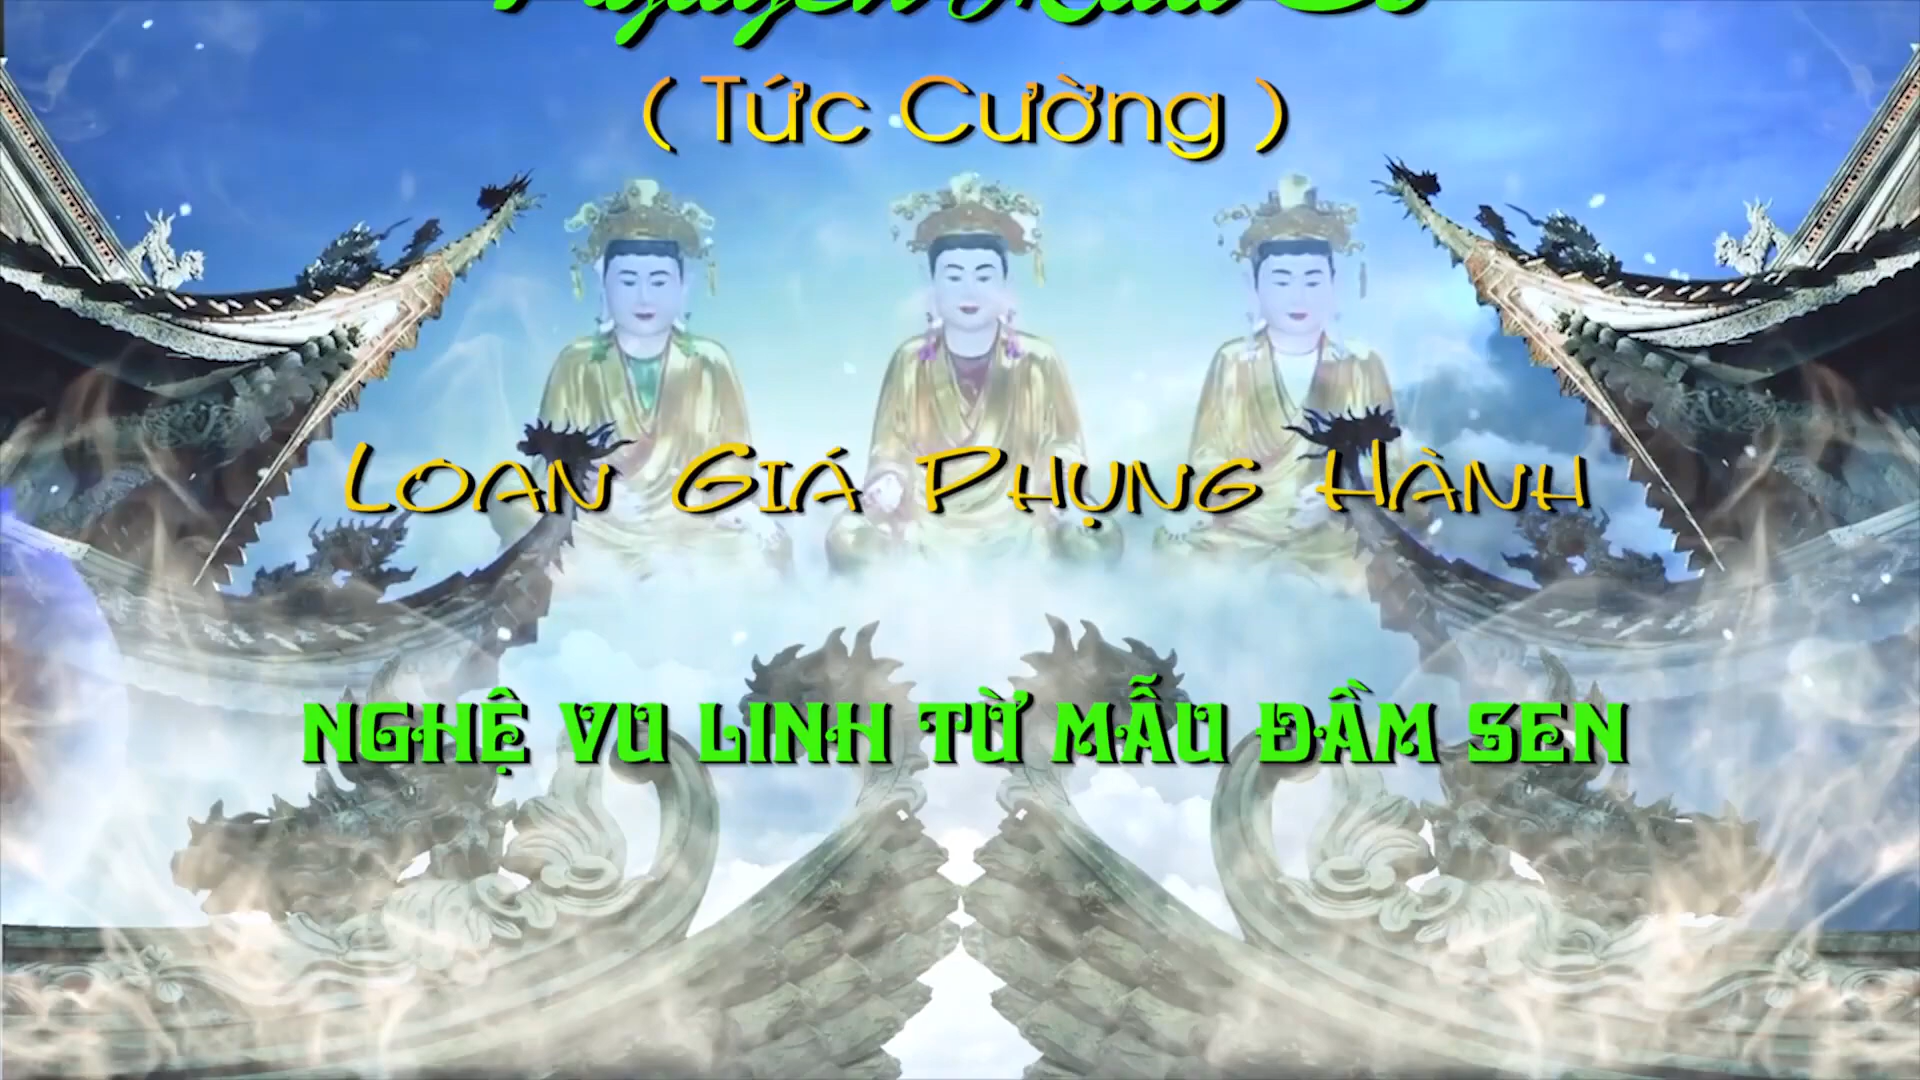 ( Tức Cường )
Loan Giá Phụng Hành
NGHỆ VU LINH TỪ MẪU ĐẦM SEN